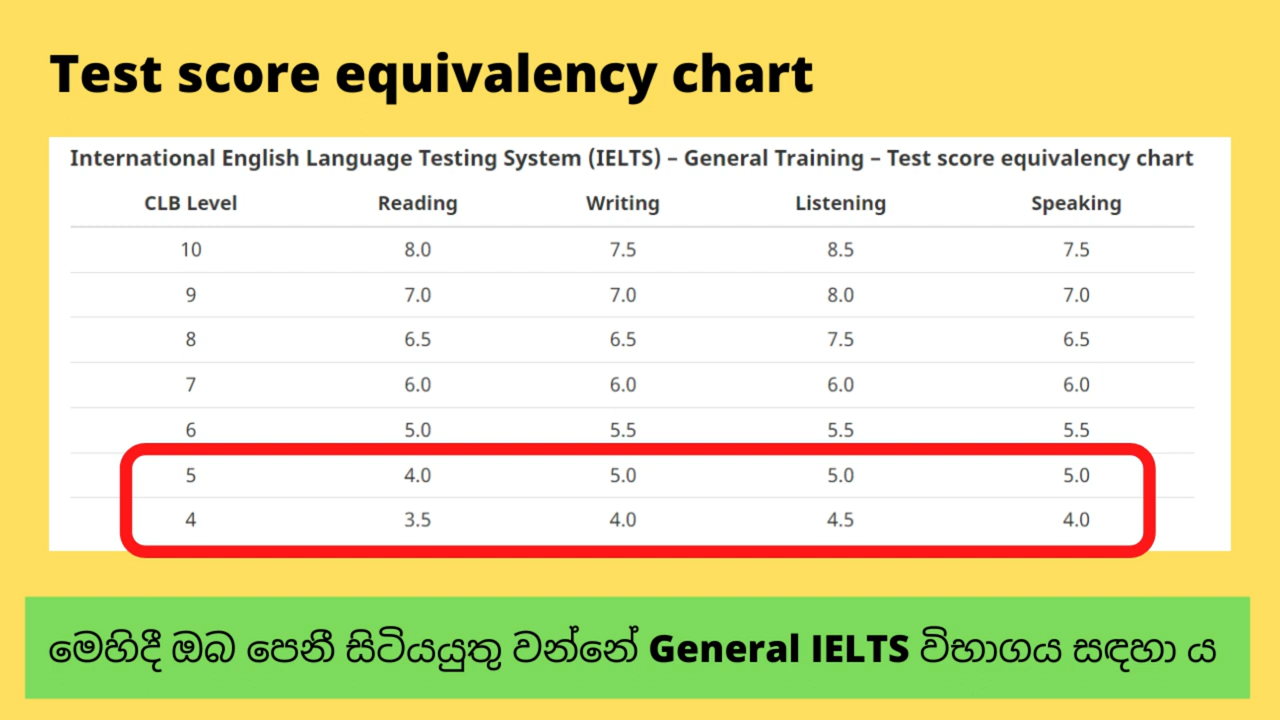 Test score equivalency chart
International English Language Testing System (IELTS) – General Training – Test score equivalency chart
CLB Level Reading Writing Listening Speaking
10 8.0 7.5 8.5 7.5
9 7.0 7.0 8.0 7.0
8 6.5 6.5 7.5 6.5
7 6.0 6.0 6.0 6.0
6 5.0 5.5 5.5 5.5
5 4.0 5.0 5.0 5.0
4 3.5 4.0 4.5 4.0
මෙහිදී ඔබ පෙනී සිටියයුතු වන්නේ General IELTS විභාගය සඳහා ය